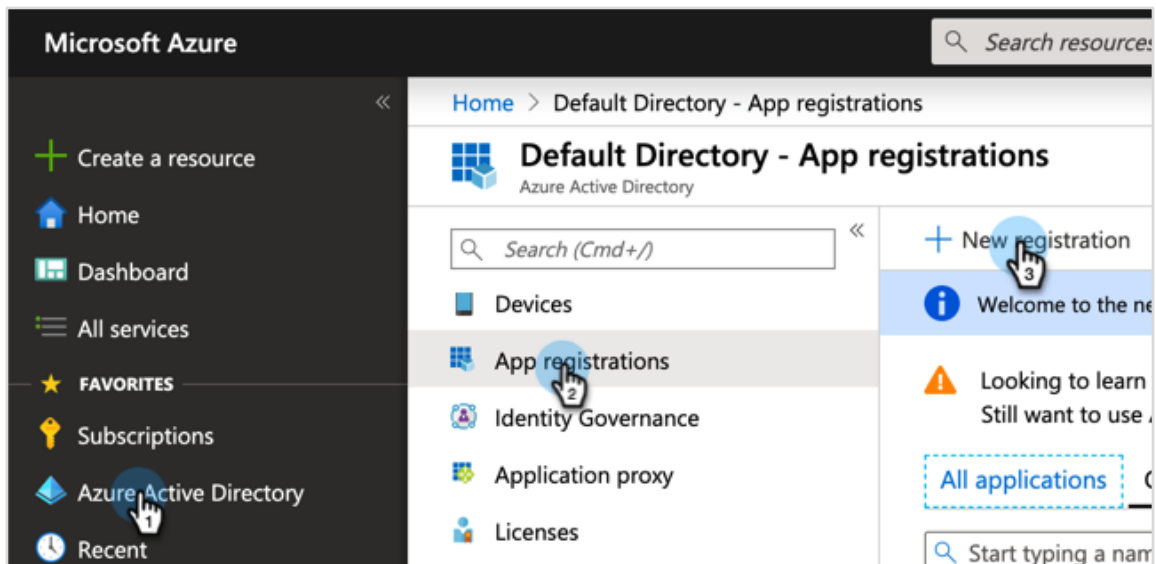 Microsoft Azure
Search resources
«
Create a resource
Home
Dashboard
All services
FAVORITES
Subscriptions
Azure Active Directory
1
Recent
Home > Default Directory - App registrations
Default Directory - App registrations
Azure Active Directory
Search (Cmd+/)
«
Devices
App registrations
2
Identity Governance
Application proxy
Licenses
+ New registration
3
Welcome to the ne
Looking to learn
Still want to use
All applications
Start typing a nam